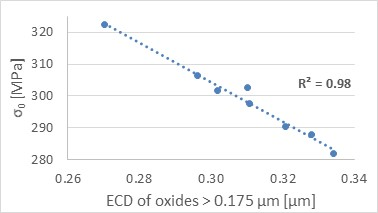 320
310
300
290
280
σ₀ [MPa]
R² = 0.98
0.26 0.28 0.30 0.32 0.34
ECD of oxides > 0.175 µm [µm]